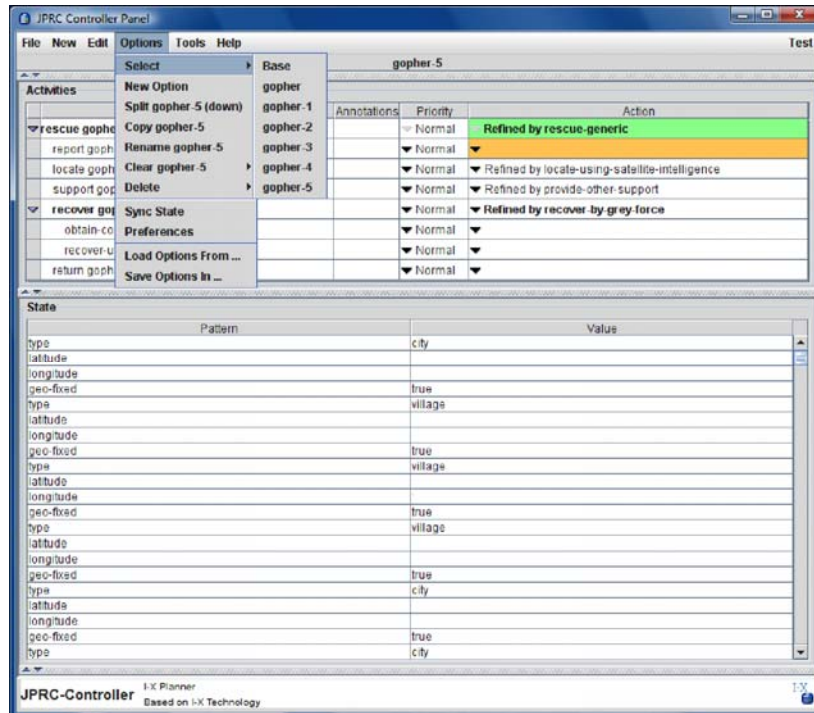 JPRC Controller Panel
File New Edit Options Tools Help Test
Select Base gopher-5
Activities
New Option gopher
Split gopher-5 (down) gopher-1 Annotations Priority Action
Copy gopher-5 gopher-2
rescue gophe Normal Refined by rescue-generic
Rename gopher-5 gopher-3
report goph Normal
Clear gopher-5 gopher-4
locate goph Normal Refined by locate-using-satellite-intelligence
Delete gopher-5
support gop Normal Refined by provide-other-support
Sync State
recover gop Normal Refined by recover-by-grey-force
Preferences
obtain-co Normal
Load Options From ...
recover-u Normal
Save Options In ...
return goph Normal
State
Pattern Value
type city
latitude
longitude
geo-fixed true
type village
latitude
longitude
geo-fixed true
type village
latitude
longitude
geo-fixed true
type village
latitude
longitude
geo-fixed true
type city
latitude
longitude
geo-fixed true
type city
JPRC-Controller I-X Planner
Based on I-X Technology
I-X